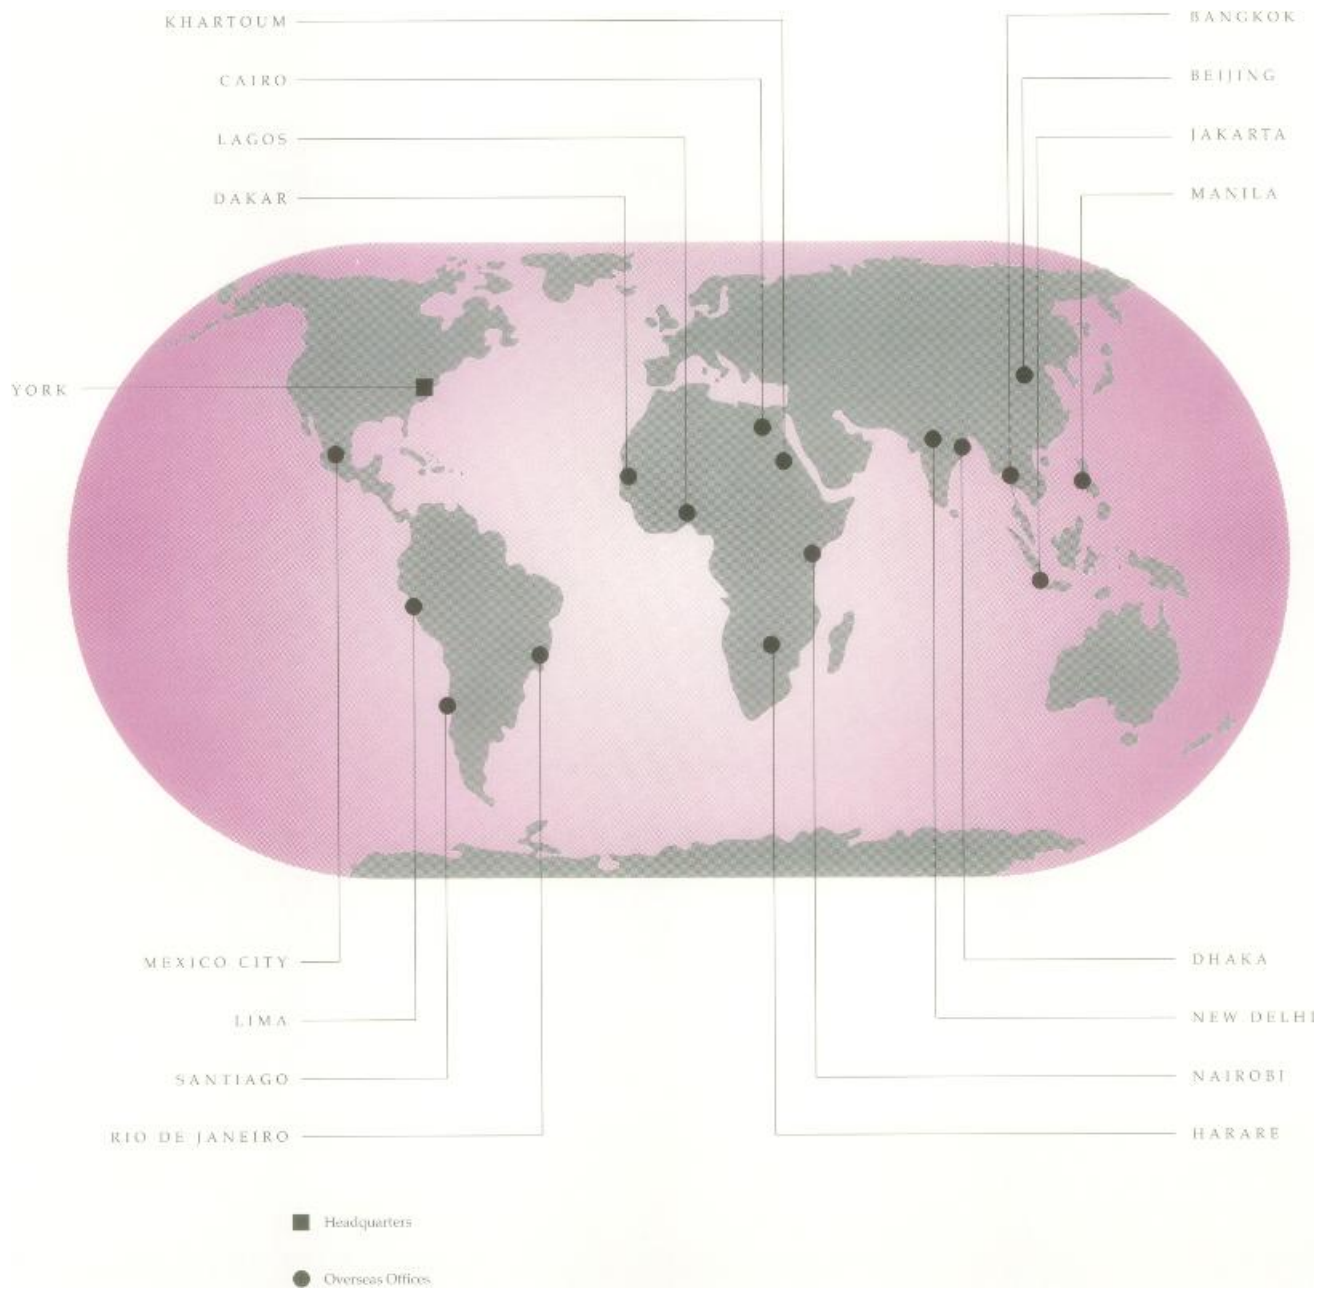 KHARTOUM
CAIRO
LAGOS
DAKAR
BANGKOK
BEIJING
JAKARTA
MANILA
YORK
MEXICO CITY
LIMA
SANTIAGO
RIO DE JANEIRO
DHAKA
NEW DELHI
NAIROBI
HARARE
Headquarters
Overseas Offices